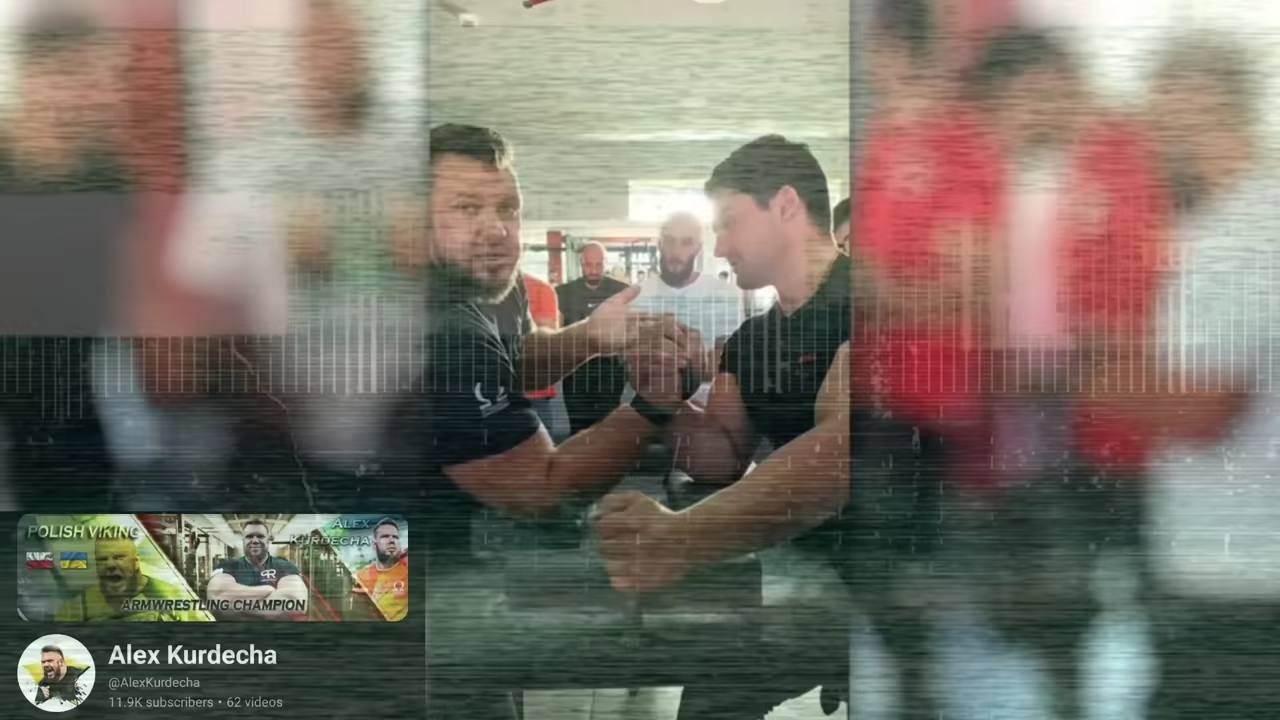 POLISH VIKING
ALEX
KURDECHA
ARMWRESTLING CHAMPION
Alex Kurdecha
@AlexKurdecha
11.9K subscribers • 62 videos